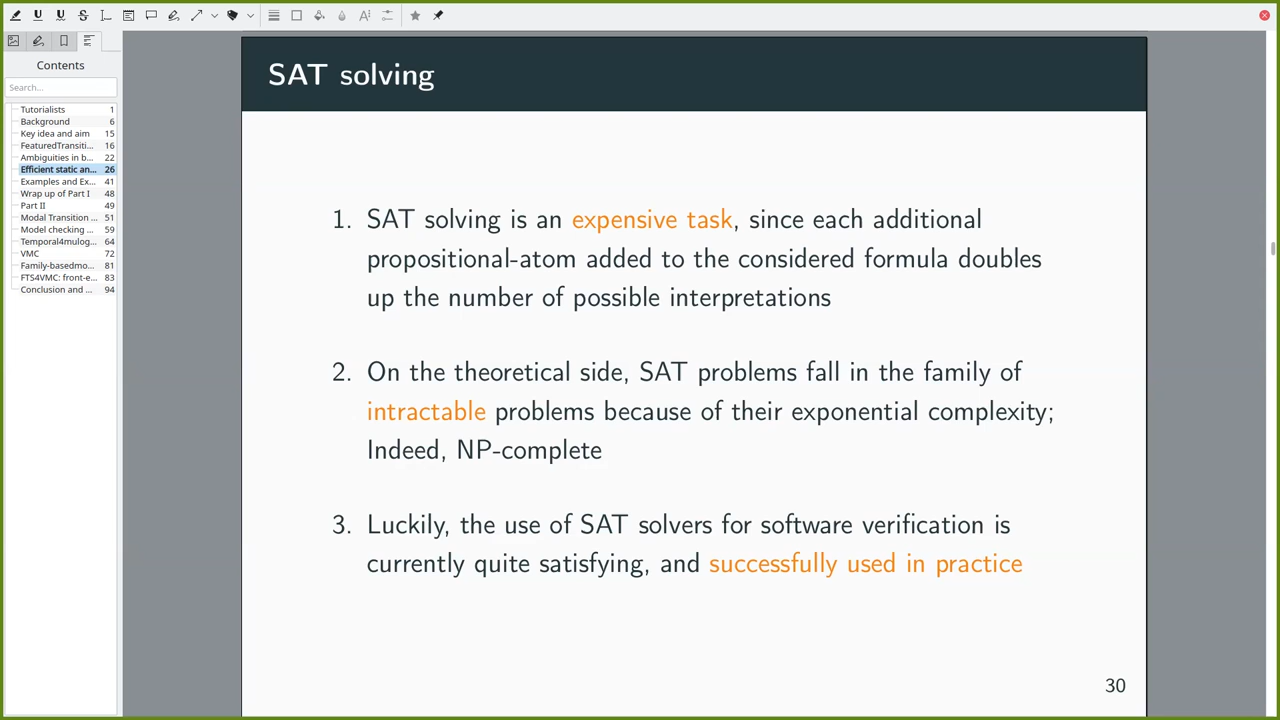 Contents
Search...
Tutorialists 1
Background 6
Key idea and aim 15
FeaturedTransiti... 16
Ambiguities in b... 22
Efficient static an... 26
Examples and Ex... 41
Wrap up of Part I 48
Part II 49
Modal Transition ... 51
Model checking ... 59
Temporal4mulog... 64
VMC 72
Family-basedmo... 81
FTS4VMC: front-e... 83
Conclusion and ... 94
SAT solving
1. SAT solving is an expensive task, since each additional
propositional-atom added to the considered formula doubles
up the number of possible interpretations
2. On the theoretical side, SAT problems fall in the family of
intractable problems because of their exponential complexity;
Indeed, NP-complete
3. Luckily, the use of SAT solvers for software verification is
currently quite satisfying, and successfully used in practice
30